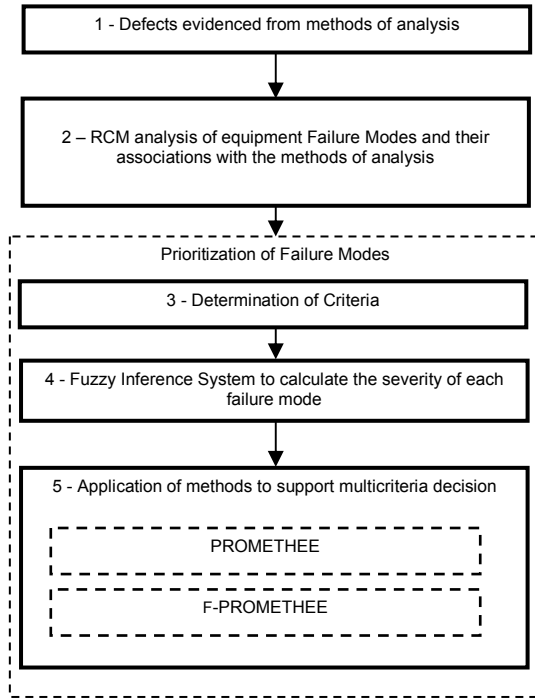 1 - Defects evidenced from methods of analysis
2 – RCM analysis of equipment Failure Modes and their
associations with the methods of analysis
Prioritization of Failure Modes
3 - Determination of Criteria
4 - Fuzzy Inference System to calculate the severity of each
failure mode
5 - Application of methods to support multicriteria decision
PROMETHEE
F-PROMETHEE